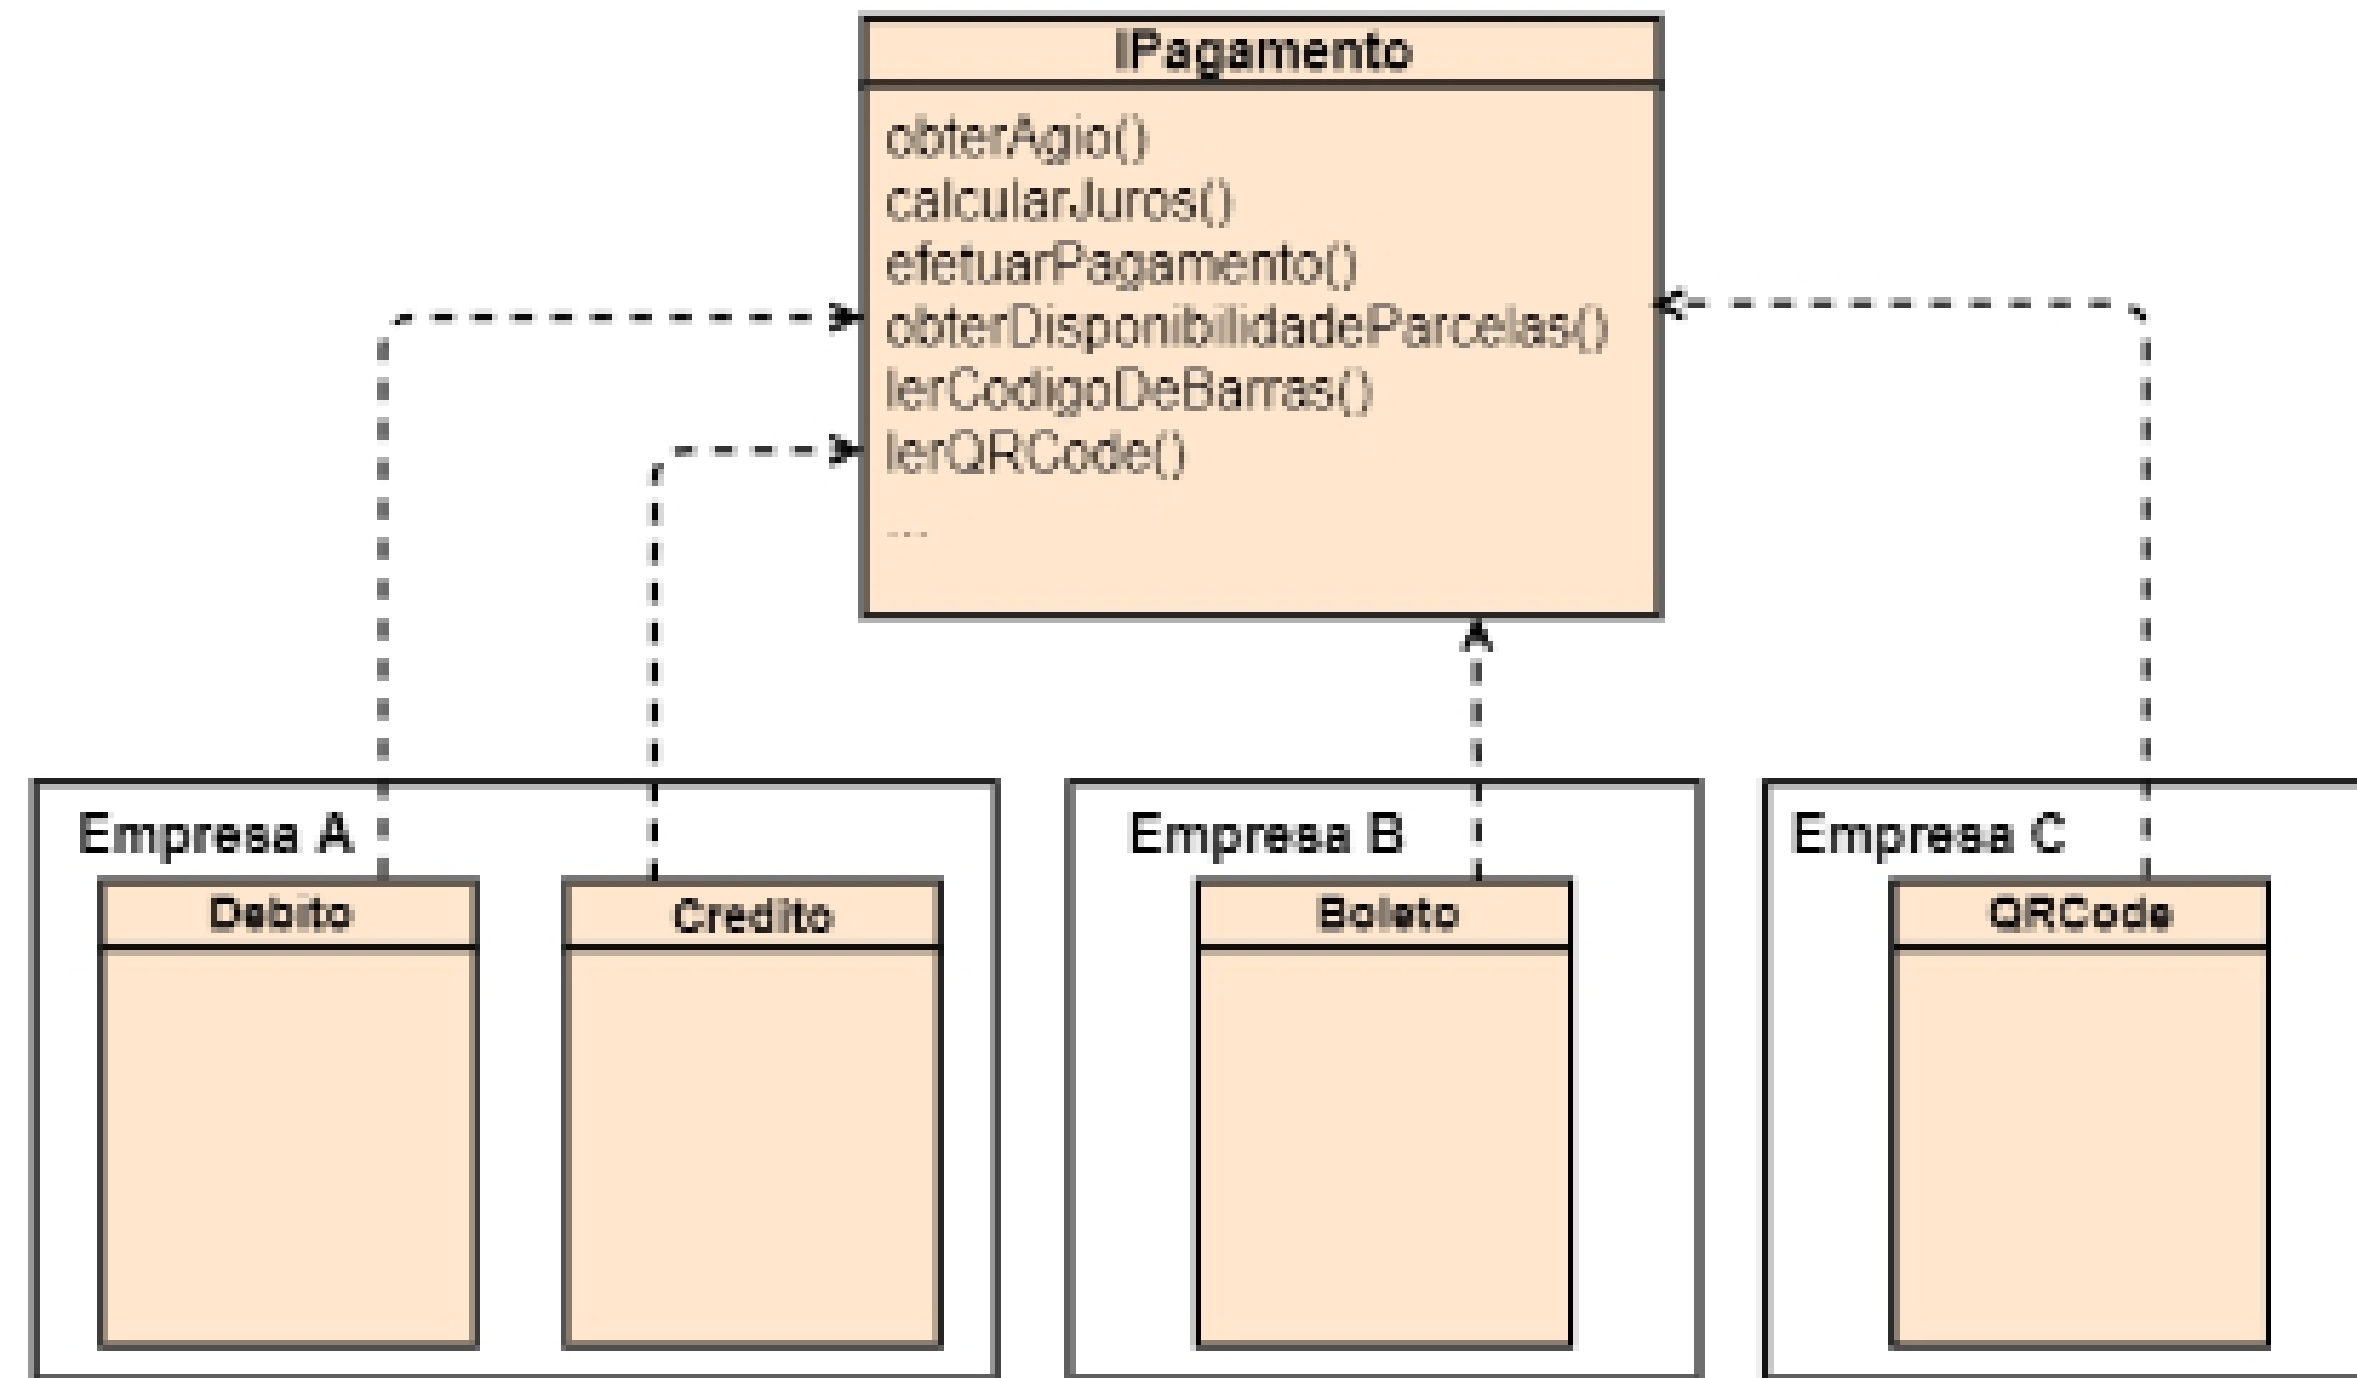 IPagamento
obterAgio()
calcularJuros()
efetuarPagamento()
obterDisponibilidadeParcelas()
lerCodigoDeBarras()
lerQRCode()
...
Empresa A
Empresa B
Empresa C
Debito
Credito
Boleto
QRCode